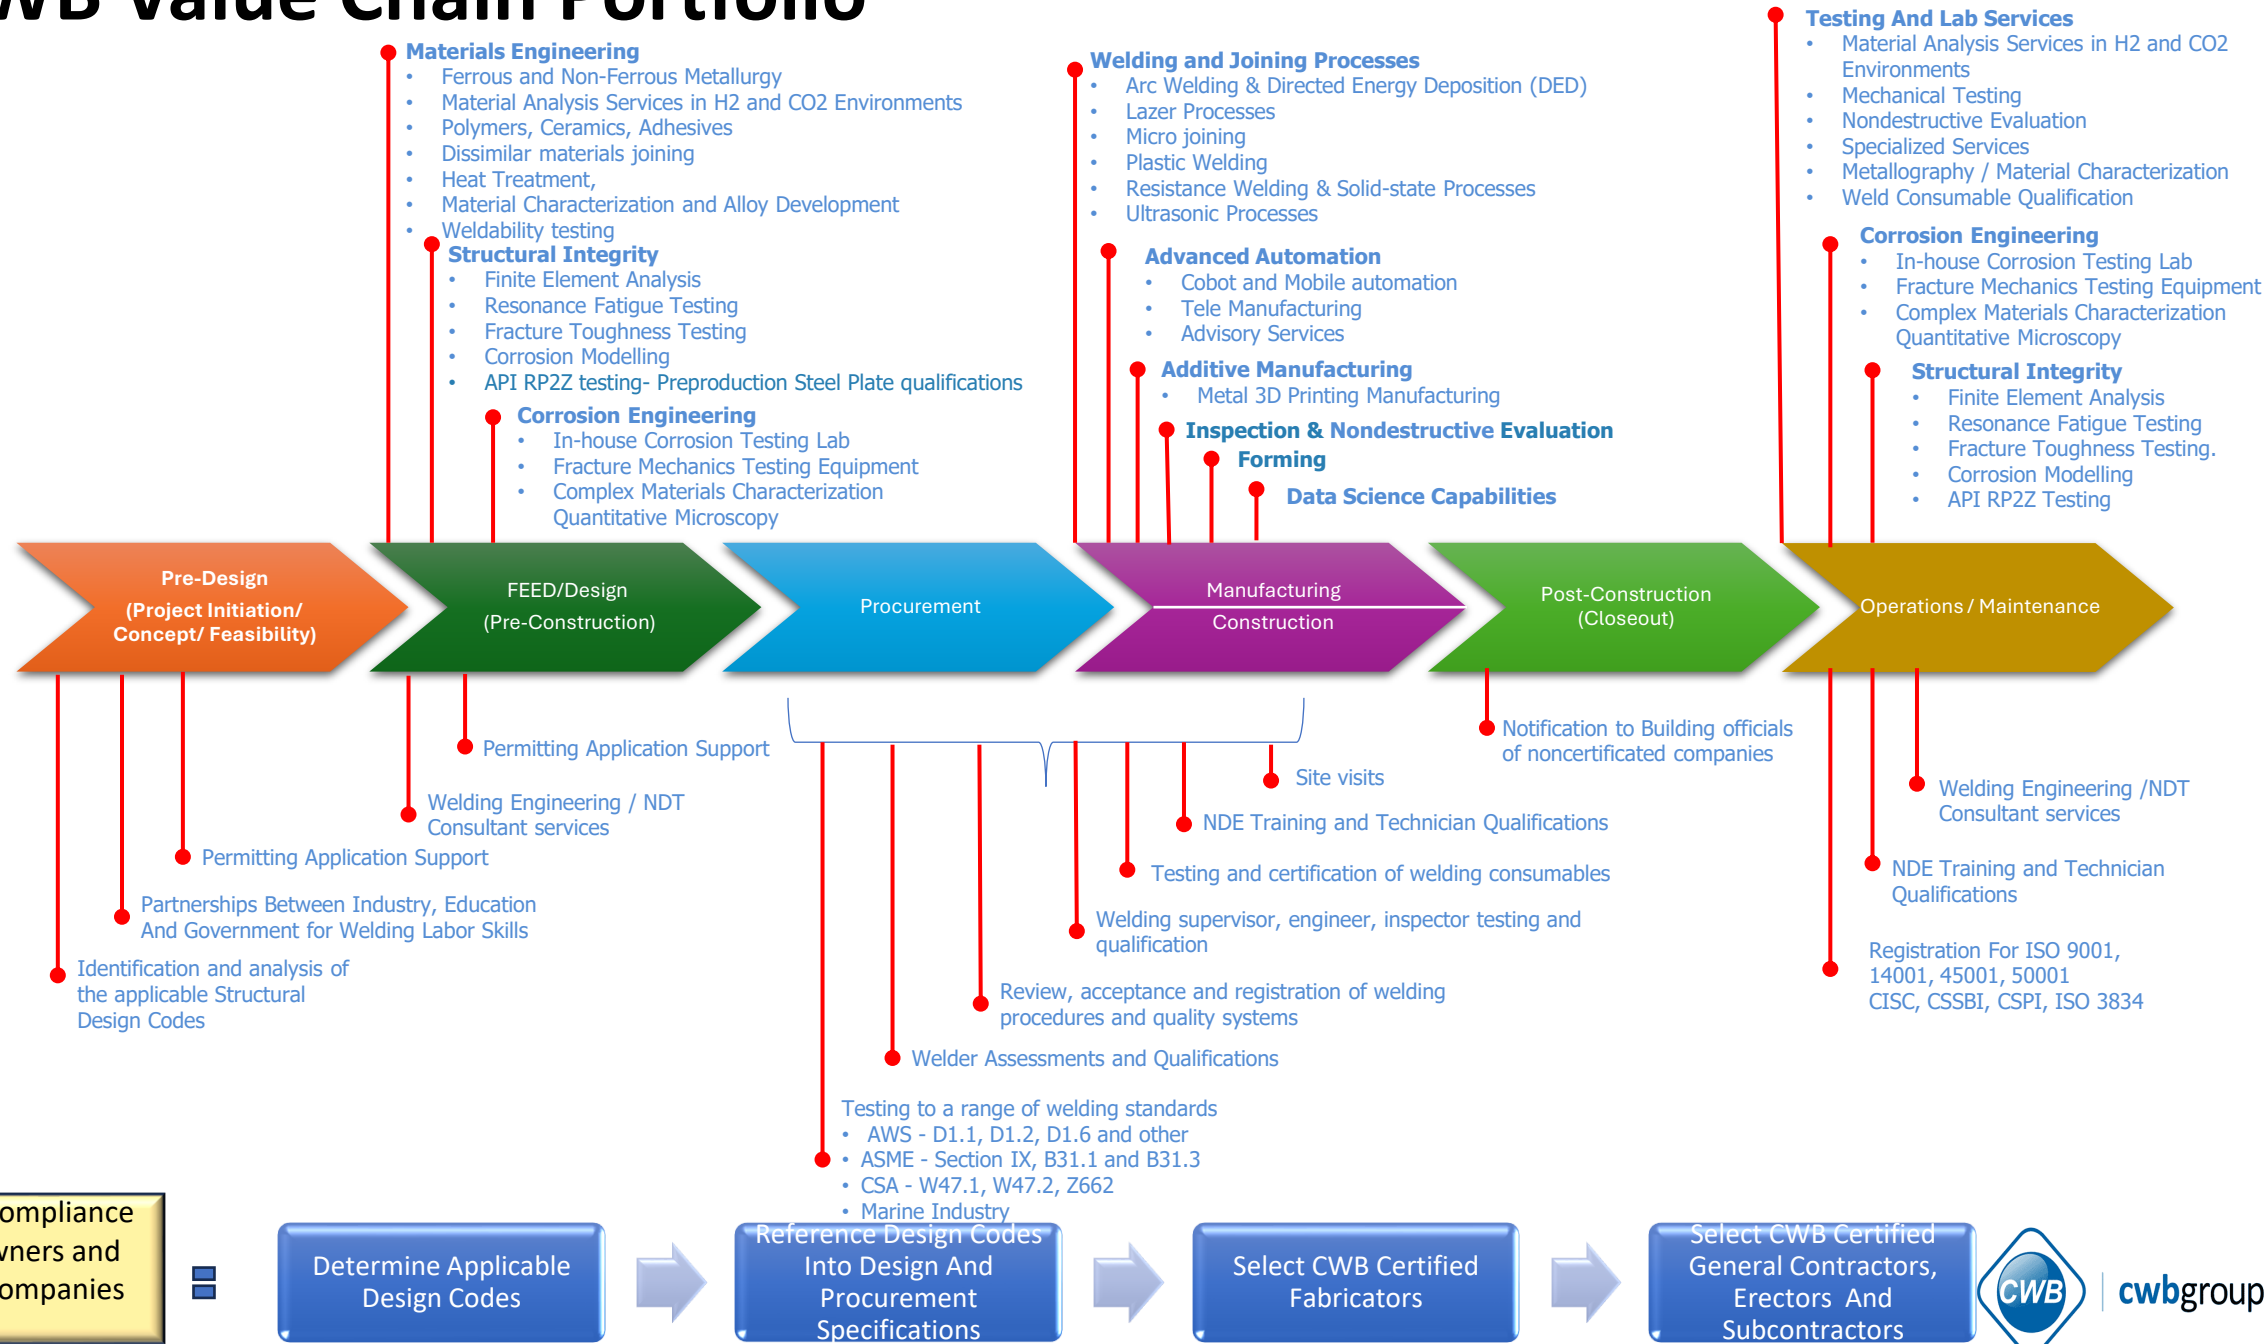 WB Value Chain Portfolio
Materials Engineering
• Ferrous and Non-Ferrous Metallurgy
• Material Analysis Services in H2 and CO2 Environments
• Polymers, Ceramics, Adhesives
• Dissimilar materials joining
• Heat Treatment,
• Material Characterization and Alloy Development
• Weldability testing
Structural Integrity
• Finite Element Analysis
• Resonance Fatigue Testing
• Fracture Toughness Testing
• Corrosion Modelling
• API RP2Z testing- Preproduction Steel Plate qualifications
Corrosion Engineering
• In-house Corrosion Testing Lab
• Fracture Mechanics Testing Equipment
• Complex Materials Characterization
Quantitative Microscopy
Welding and Joining Processes
• Arc Welding & Directed Energy Deposition (DED)
• Lazer Processes
• Micro joining
• Plastic Welding
• Resistance Welding & Solid-state Processes
• Ultrasonic Processes
Advanced Automation
• Cobot and Mobile automation
• Tele Manufacturing
• Advisory Services
Additive Manufacturing
• Metal 3D Printing Manufacturing
Inspection & Nondestructive Evaluation
Forming
Data Science Capabilities
Testing And Lab Services
• Material Analysis Services in H2 and CO2
Environments
• Mechanical Testing
• Nondestructive Evaluation
• Specialized Services
• Metallography / Material Characterization
• Weld Consumable Qualification
Corrosion Engineering
• In-house Corrosion Testing Lab
• Fracture Mechanics Testing Equipment
• Complex Materials Characterization
Quantitative Microscopy
Structural Integrity
• Finite Element Analysis
• Resonance Fatigue Testing
• Fracture Toughness Testing.
• Corrosion Modelling
• API RP2Z Testing
Pre-Design
(Project Initiation/
Concept/ Feasibility)
FEED/Design
(Pre-Construction)
Procurement
Manufacturing
Construction
Post-Construction
(Closeout)
Operations / Maintenance
Permitting Application Support
Partnerships Between Industry, Education
And Government for Welding Labor Skills
Identification and analysis of
the applicable Structural
Design Codes
Permitting Application Support
Welding Engineering / NDT
Consultant services
Site visits
NDE Training and Technician Qualifications
Testing and certification of welding consumables
Welding supervisor, engineer, inspector testing and
qualification
Review, acceptance and registration of welding
procedures and quality systems
Welder Assessments and Qualifications
Testing to a range of welding standards
• AWS - D1.1, D1.2, D1.6 and other
• ASME - Section IX, B31.1 and B31.3
• CSA - W47.1, W47.2, Z662
• Marine Industry
Notification to Building officials
of noncertificated companies
Welding Engineering /NDT
Consultant services
NDE Training and Technician
Qualifications
Registration For ISO 9001,
14001, 45001, 50001
CISC, CSSBI, CSPI, ISO 3834
ompliance
wners and
ompanies
=
Determine Applicable
Design Codes
Reference Design Codes
Into Design And
Procurement
Specifications
Select CWB Certified
Fabricators
Select CWB Certified
General Contractors,
Erectors And
Subcontractors
CWB
cwbgroup